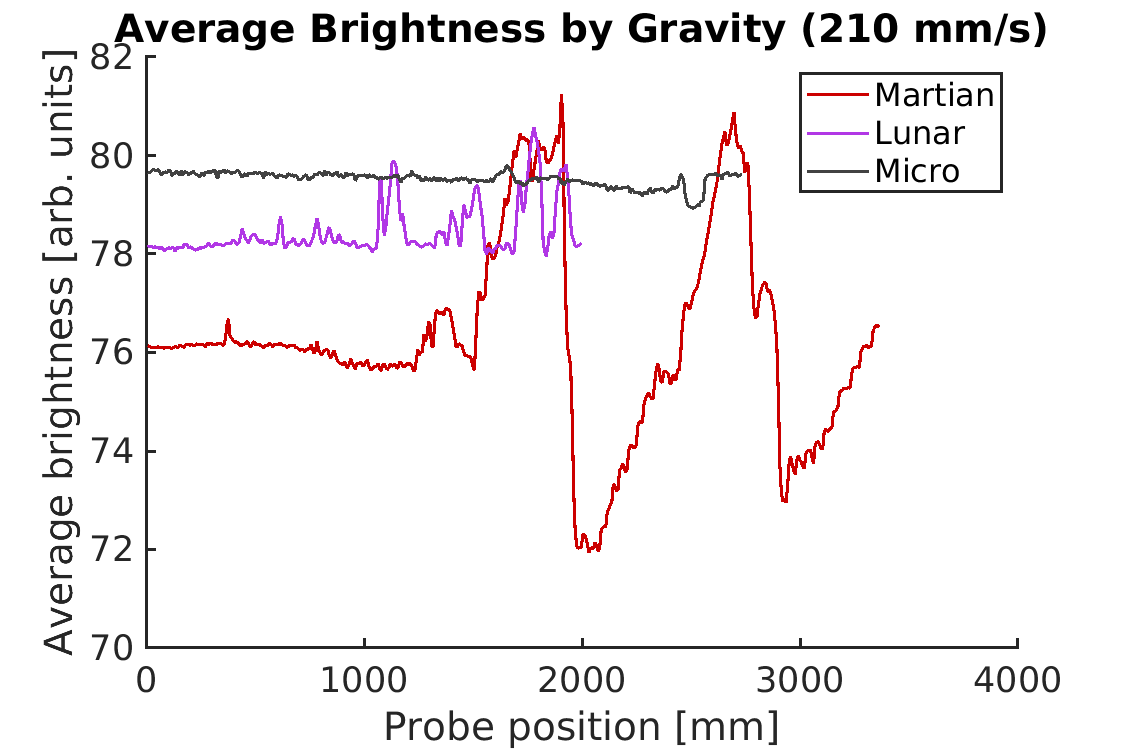 Average Brightness by Gravity (210 mm/s)
Average brightness [arb. units]
82
80
78
76
74
72
70
Martian
Lunar
Micro
0 1000 2000 3000 4000
Probe position [mm]